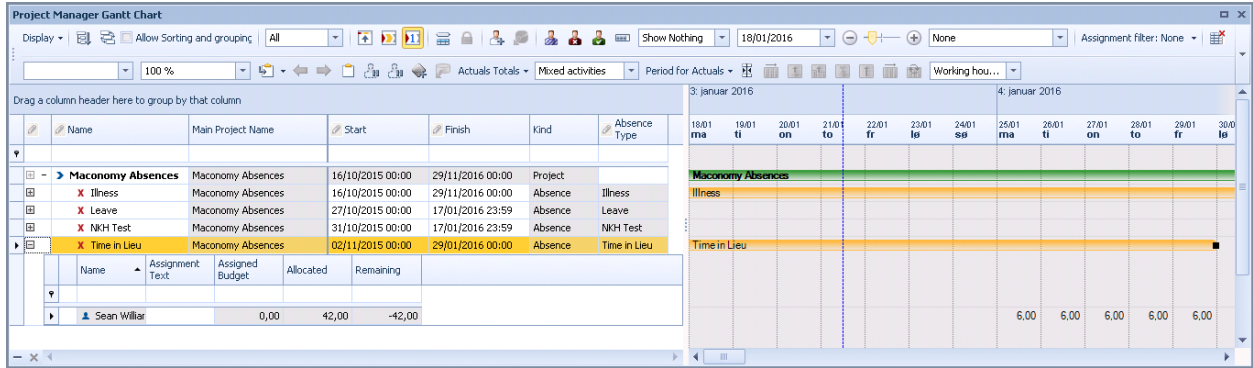 Project Manager Gantt Chart
Display Allow Sorting and grouping All Show Nothing 18/01/2016 None Assignment filter: None
100 % Actuals Totals Mixed activities Period for Actuals Working hou...
Drag a column header here to group by that column
3: januar 2016 4: januar 2016
Name Main Project Name Start Finish Kind Absence Type
18/01 19/01 20/01 21/01 22/01 23/01 24/01 25/01 26/01 27/01 28/01 29/01 30/0
ma ti on to fr lø sø ma ti on to fr lø
Maconomy Absences Maconomy Absences 16/10/2015 00:00 29/11/2016 00:00 Project Maconomy Absences
Illness Maconomy Absences 16/10/2015 00:00 29/11/2016 00:00 Absence Illness Illness
Leave Maconomy Absences 27/10/2015 00:00 17/01/2016 23:59 Absence Leave
NKH Test Maconomy Absences 31/10/2015 00:00 17/01/2016 23:59 Absence NKH Test
Time in Lieu Maconomy Absences 02/11/2015 00:00 29/01/2016 00:00 Absence Time in Lieu Time in Lieu
Name Assignment Text Assigned Budget Allocated Remaining
Sean Williar 0,00 42,00 -42,00 6,00 6,00 6,00 6,00 6,00